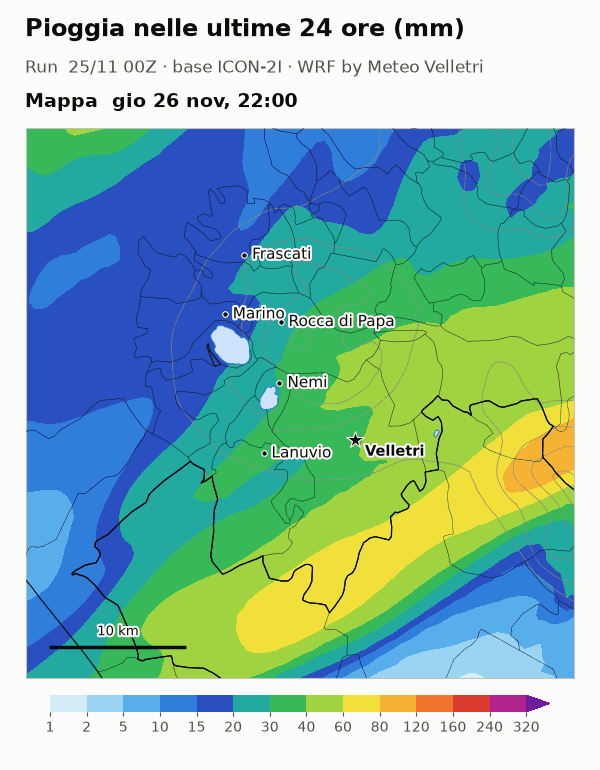 Pioggia nelle ultime 24 ore (mm)
Run  25/11 00Z · base ICON-2I · WRF by Meteo Velletri
Mappa  gio 26 nov, 22:00
Frascati
Marino
Rocca di Papa
Nemi
Velletri
Lanuvio
10 km
1 2 5 10 15 20 30 40 60 80 120 160 240 320